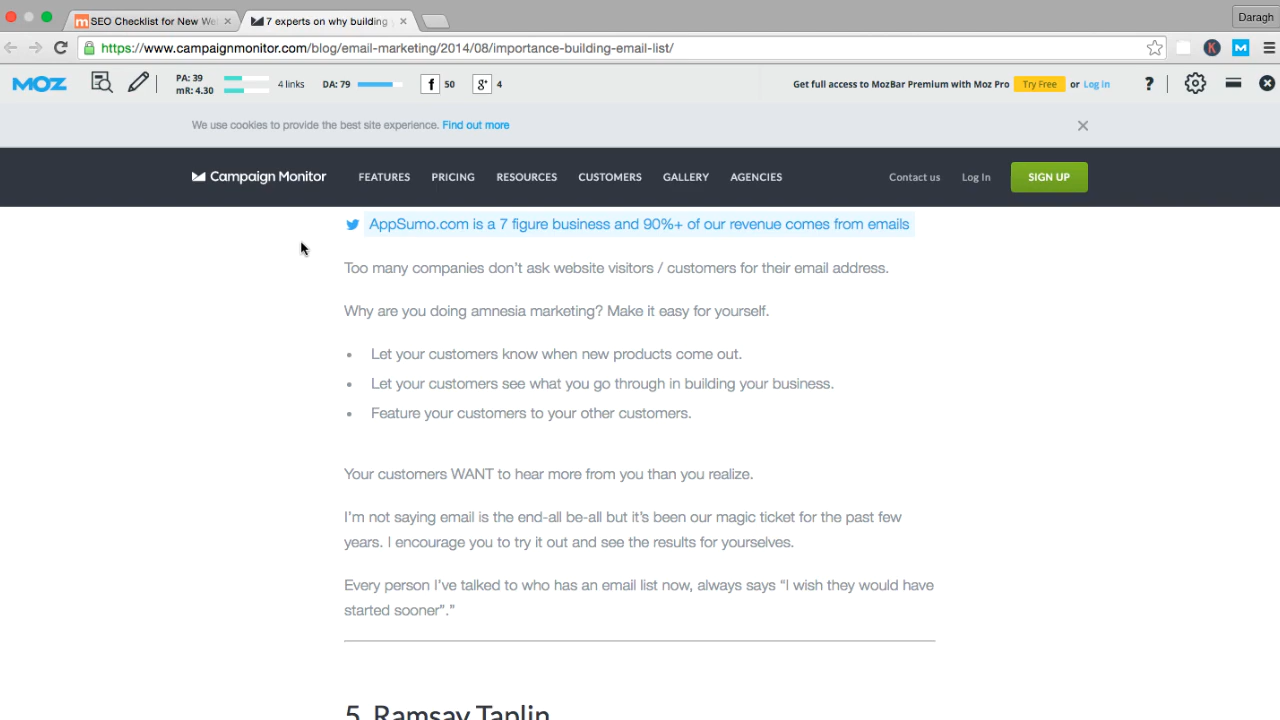 SEO Checklist for New We
7 experts on why building
Daragh
https://www.campaignmonitor.com/blog/email-marketing/2014/08/importance-building-email-list/
K
M
MOZ
PA: 39
mR: 4.30
4 links
DA: 79
f 50
g+ 4
Get full access to MozBar Premium with Moz Pro
Try Free
or Log in
?
We use cookies to provide the best site experience. Find out more
Campaign Monitor
FEATURES
PRICING
RESOURCES
CUSTOMERS
GALLERY
AGENCIES
Contact us
Log In
SIGN UP
AppSumo.com is a 7 figure business and 90%+ of our revenue comes from emails
Too many companies don’t ask website visitors / customers for their email address.
Why are you doing amnesia marketing? Make it easy for yourself.
• Let your customers know when new products come out.
• Let your customers see what you go through in building your business.
• Feature your customers to your other customers.
Your customers WANT to hear more from you than you realize.
I’m not saying email is the end-all be-all but it’s been our magic ticket for the past few
years. I encourage you to try it out and see the results for yourselves.
Every person I’ve talked to who has an email list now, always says “I wish they would have
started sooner”.”
5. Ramsay Taplin